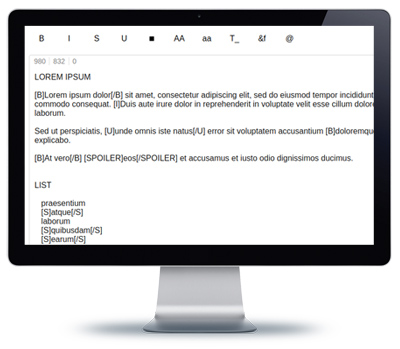 B I S U ■ AA aa T_ &f @
980 832 0
LOREM IPSUM
[B]Lorem ipsum dolor[/B] sit amet, consectetur adipisicing elit, sed do eiusmod tempor incididunt
commodo consequat. [I]Duis aute irure dolor in reprehenderit in voluptate velit esse cillum dolore
laborum.
Sed ut perspiciatis, [U]unde omnis iste natus[/U] error sit voluptatem accusantium [B]doloremque
explicabo.
[B]At vero[/B] [SPOILER]eos[/SPOILER] et accusamus et iusto odio dignissimos ducimus.
LIST
praesentium
[S]atque[/S]
laborum
[S]quibusdam[/S]
[S]earum[/S]